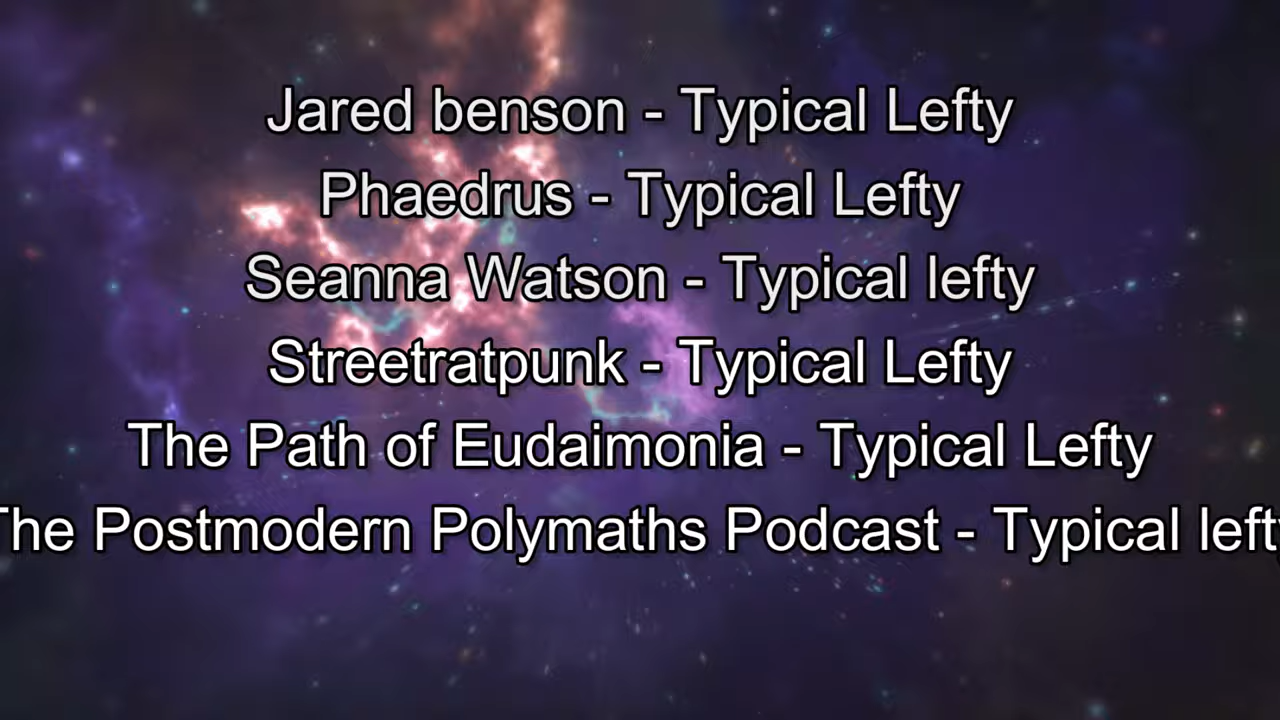 Jared benson - Typical Lefty
Phaedrus - Typical Lefty
Seanna Watson - Typical lefty
Streetratpunk - Typical Lefty
The Path of Eudaimonia - Typical Lefty
The Postmodern Polymaths Podcast - Typical left